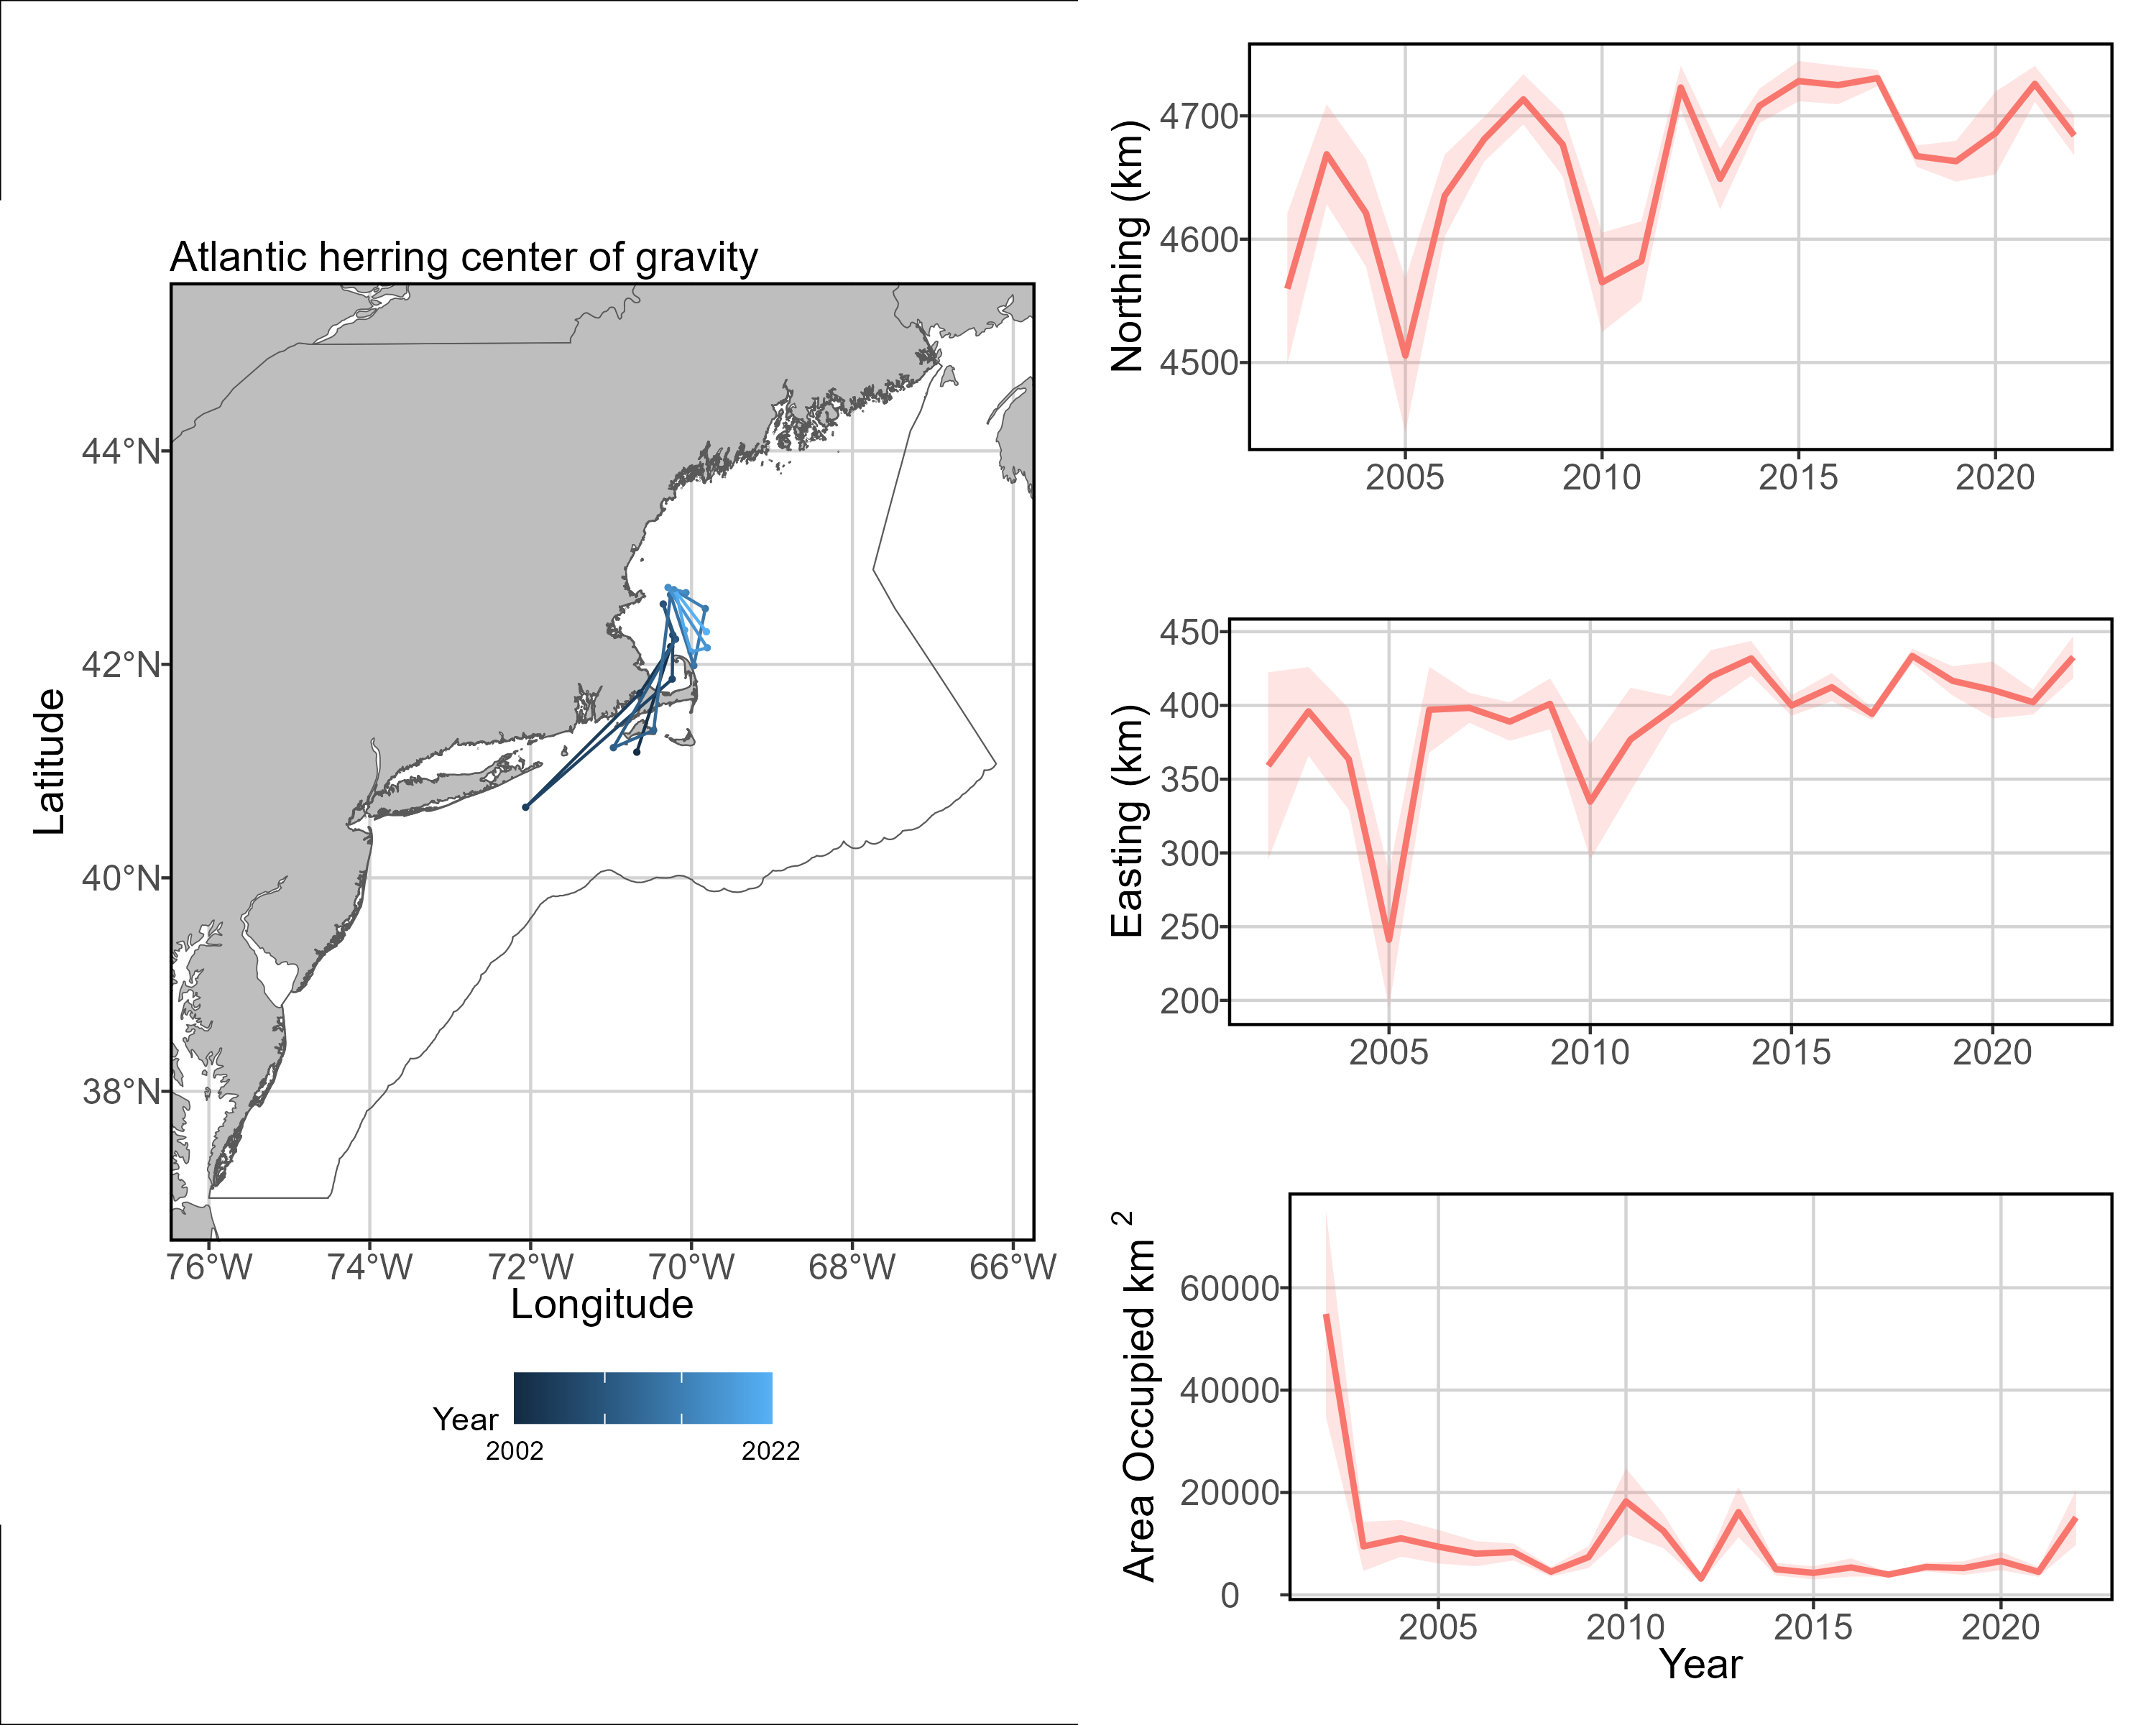 Atlantic herring center of gravity
Latitude
44°N
42°N
40°N
38°N
76°W 74°W 72°W 70°W 68°W 66°W
Longitude
Year
2002 2022
Northing (km)
4700
4600
4500
2005 2010 2015 2020
Easting (km)
450
400
350
300
250
200
2005 2010 2015 2020
Area Occupied km 2
60000
40000
20000
0
2005 2010 2015 2020
Year